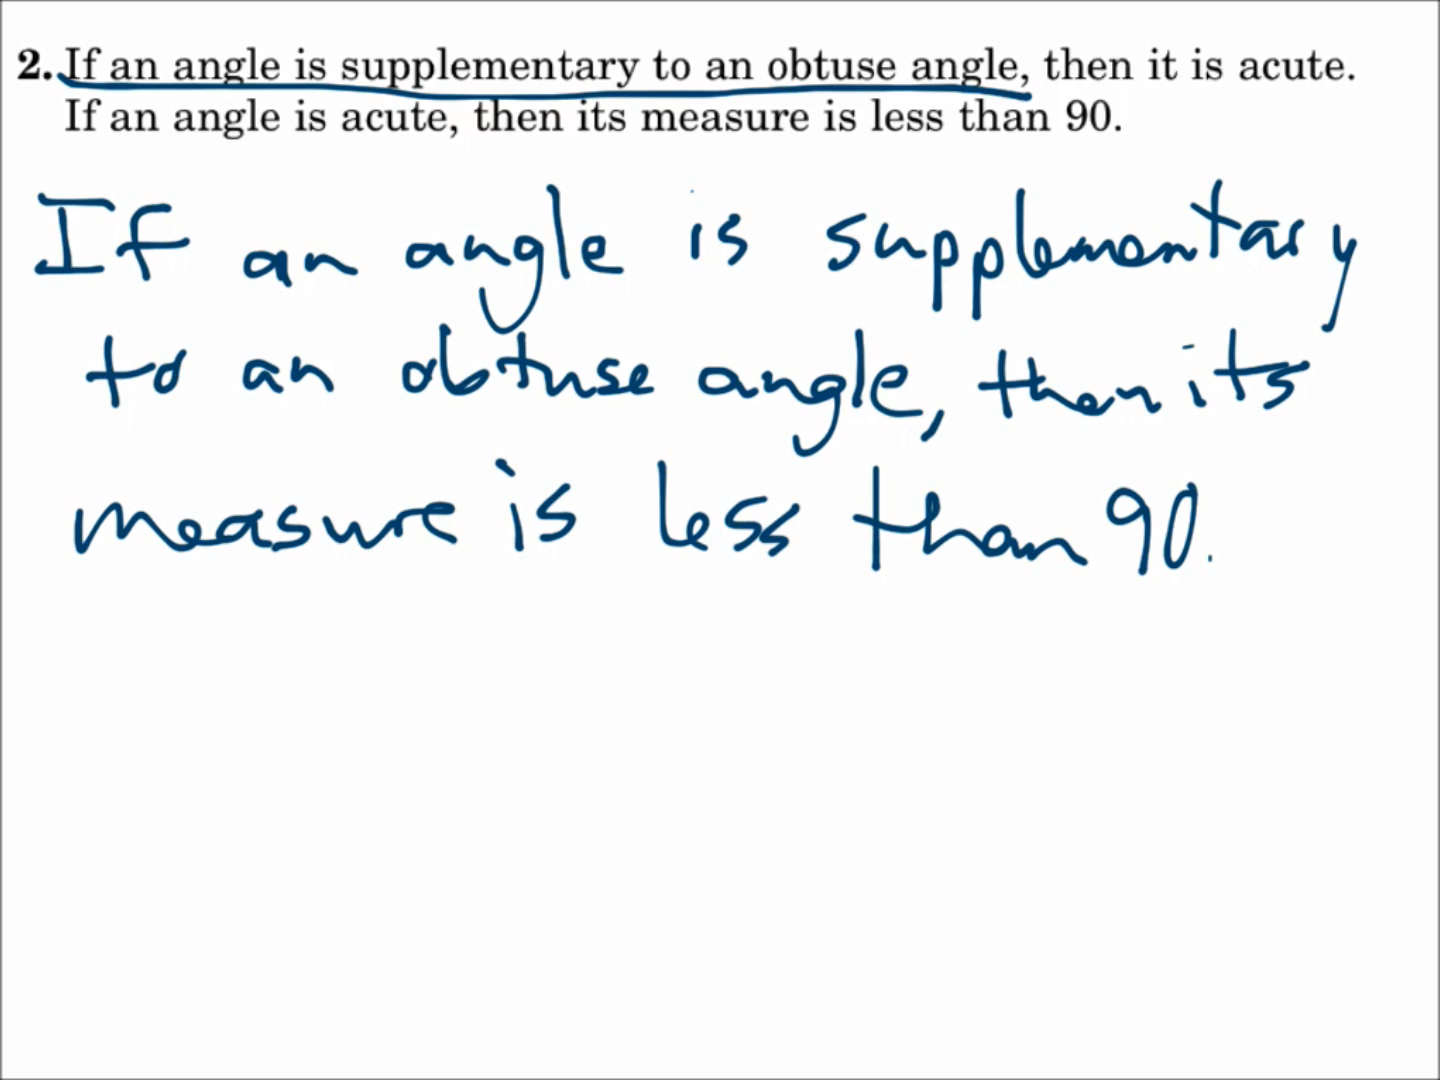 2. If an angle is supplementary to an obtuse angle, then it is acute.
If an angle is acute, then its measure is less than 90.
If an angle is supplementary
to an obtuse angle, then its
measure is less than 90.